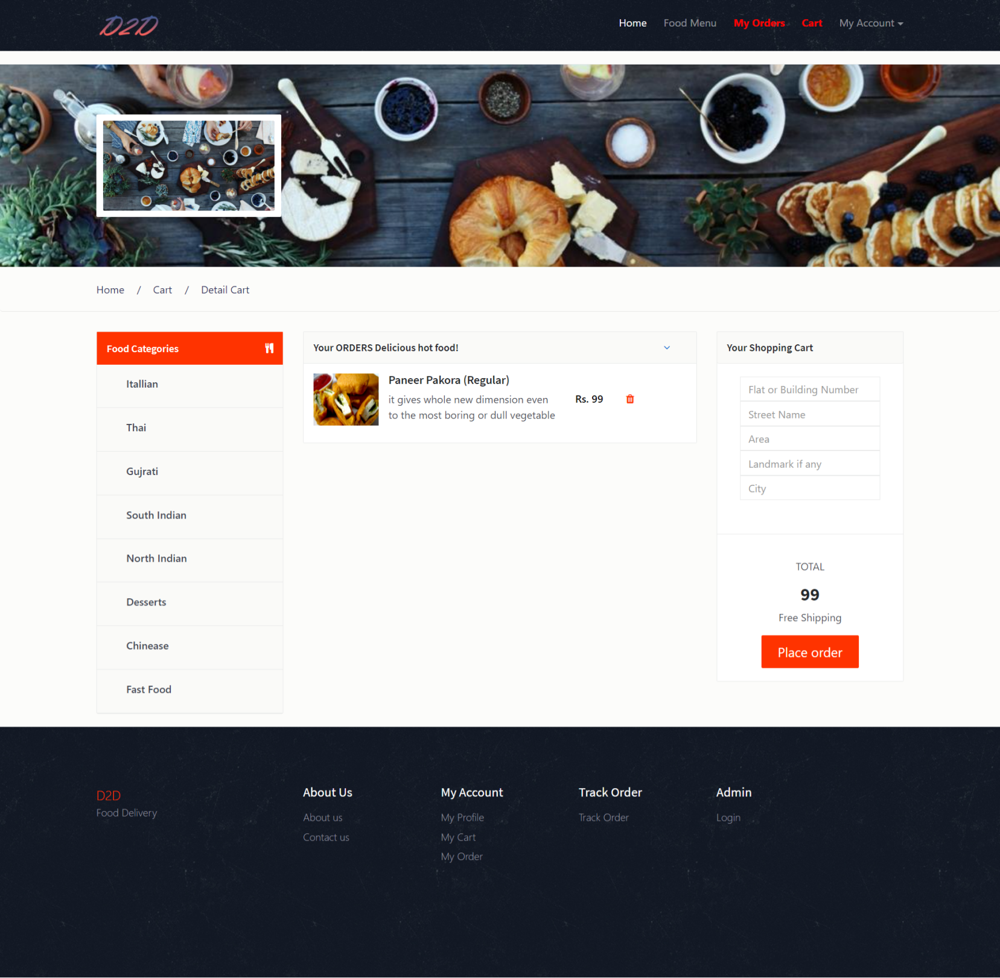 D2D
Home Food Menu My Orders Cart My Account
Home / Cart / Detail Cart
Food Categories
Itallian
Thai
Gujrati
South Indian
North Indian
Desserts
Chinease
Fast Food
Your ORDERS Delicious hot food!
Paneer Pakora (Regular)
it gives whole new dimension even
to the most boring or dull vegetable
Rs. 99
Your Shopping Cart
Flat or Building Number
Street Name
Area
Landmark if any
City
TOTAL
99
Free Shipping
Place order
D2D
Food Delivery
About Us
About us
Contact us
My Account
My Profile
My Cart
My Order
Track Order
Track Order
Admin
Login